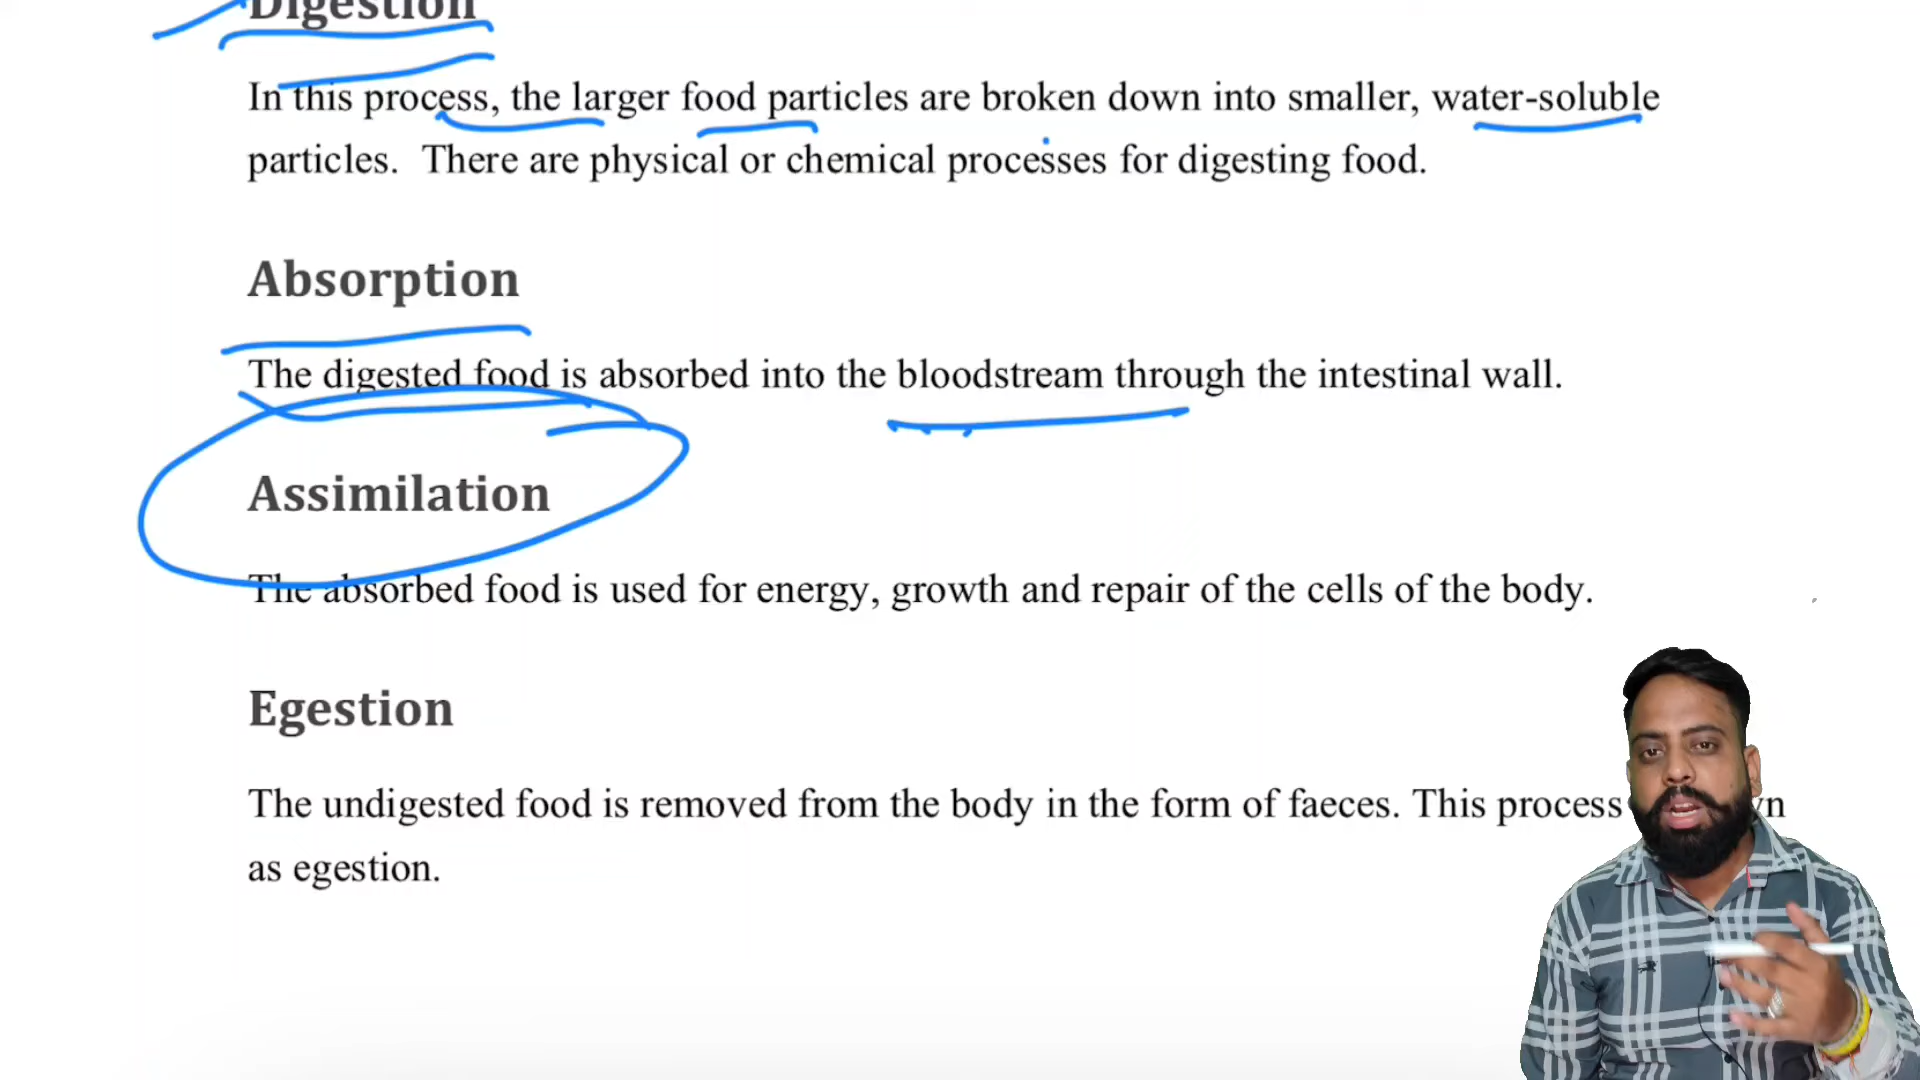 Digestion
In this process, the larger food particles are broken down into smaller, water-soluble
particles. There are physical or chemical processes for digesting food.
Absorption
The digested food is absorbed into the bloodstream through the intestinal wall.
Assimilation
The absorbed food is used for energy, growth and repair of the cells of the body.
Egestion
The undigested food is removed from the body in the form of faeces. This process
as egestion.